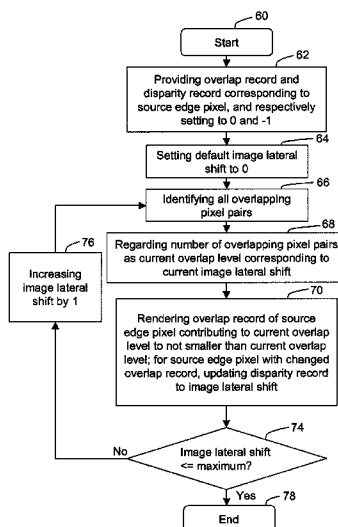 60
Start
62
Providing overlap record and
disparity record corresponding to
source edge pixel, and respectively
setting to 0 and -1
64
Setting default image lateral
shift to 0
66
Identifying all overlapping
pixel pairs
68
Regarding number of overlapping pixel pairs
as current overlap level corresponding to
current image lateral shift
76
Increasing
image lateral
shift by 1
70
Rendering overlap record of source
edge pixel contributing to current overlap
level to not smaller than current overlap
level; for source edge pixel with changed
overlap record, updating disparity
record to image lateral shift
74
No
Image lateral shift
<= maximum?
Yes
78
End